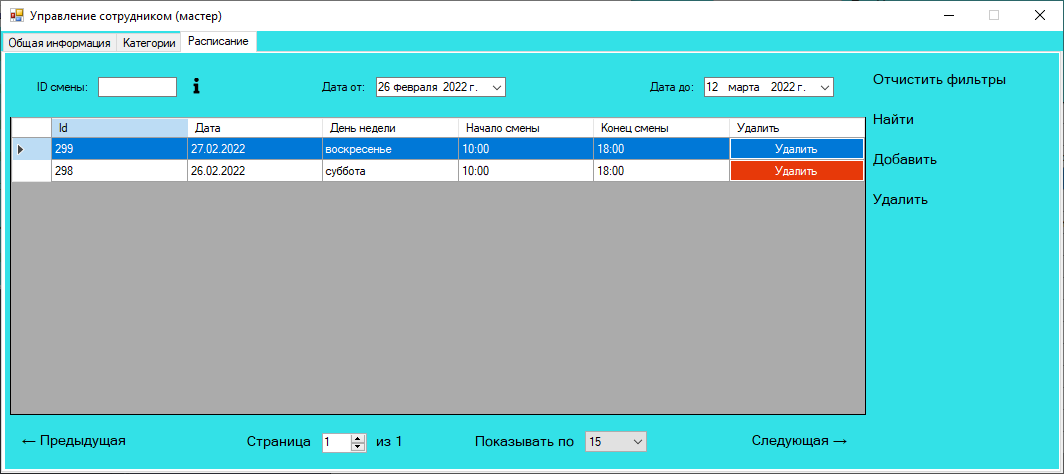 Управление сотрудником (мастер)
Общая информация Категории Расписание
ID смены: Дата от: 26 февраля 2022 г. Дата до: 12 марта 2022 г.
Отчистить фильтры
Найти
Добавить
Удалить
Id Дата День недели Начало смены Конец смены Удалить
299 27.02.2022 воскресенье 10:00 18:00 Удалить
298 26.02.2022 суббота 10:00 18:00 Удалить
← Предыдущая Страница 1 из 1 Показывать по 15 Следующая →